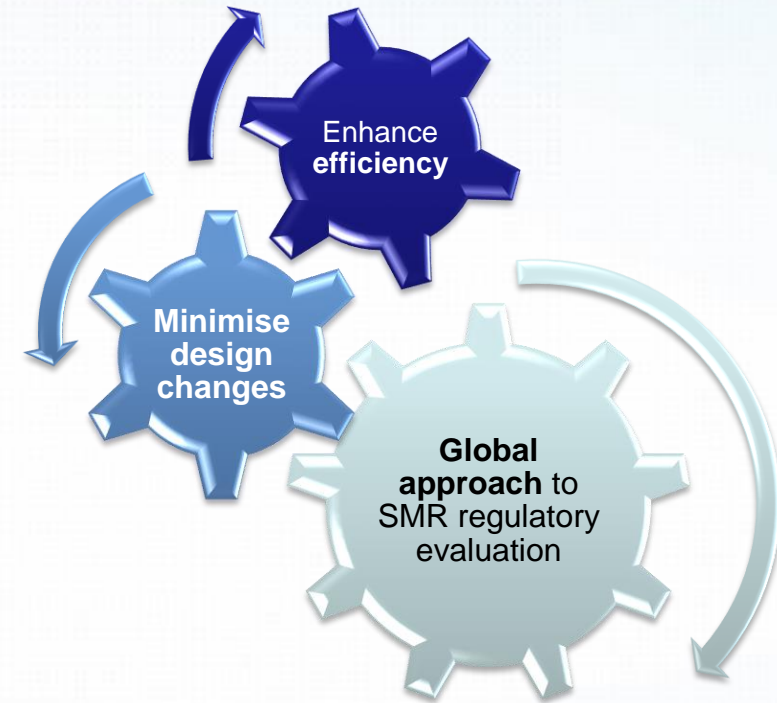 Enhance
efficiency
Minimise
design
changes
Global
approach to
SMR regulatory
evaluation